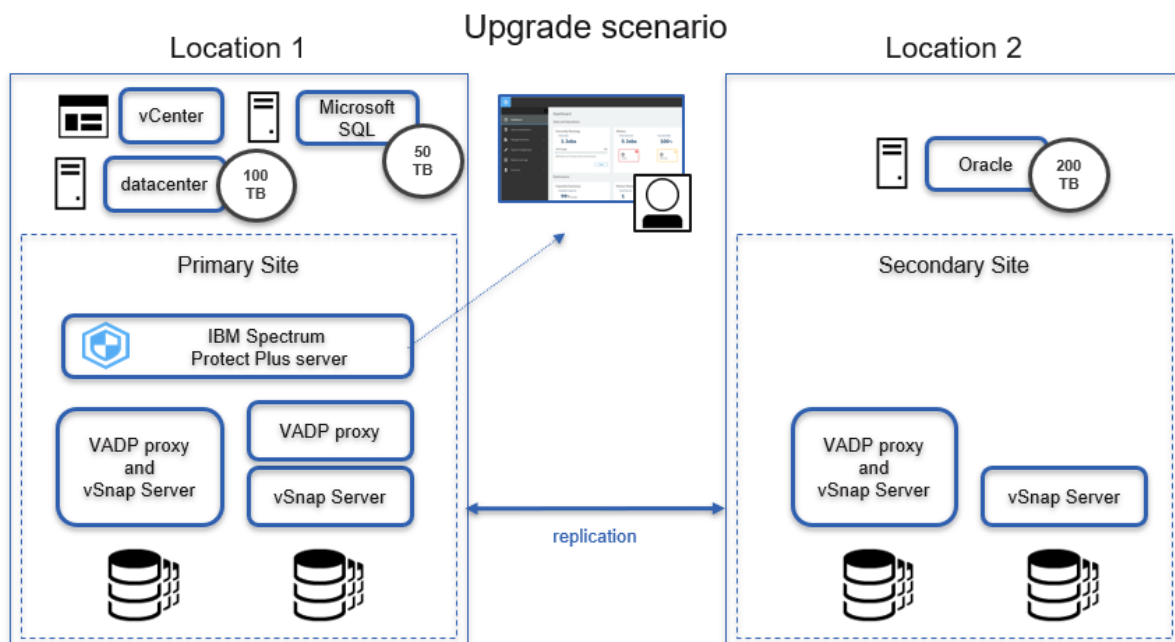 Upgrade scenario
Location 1
Location 2
vCenter
Microsoft
SQL
50
TB
datacenter
100
TB
Oracle
200
TB
Primary Site
Secondary Site
IBM Spectrum
Protect Plus server
VADP proxy
and
vSnap Server
VADP proxy
vSnap Server
replication
VADP proxy
and
vSnap Server
vSnap Server